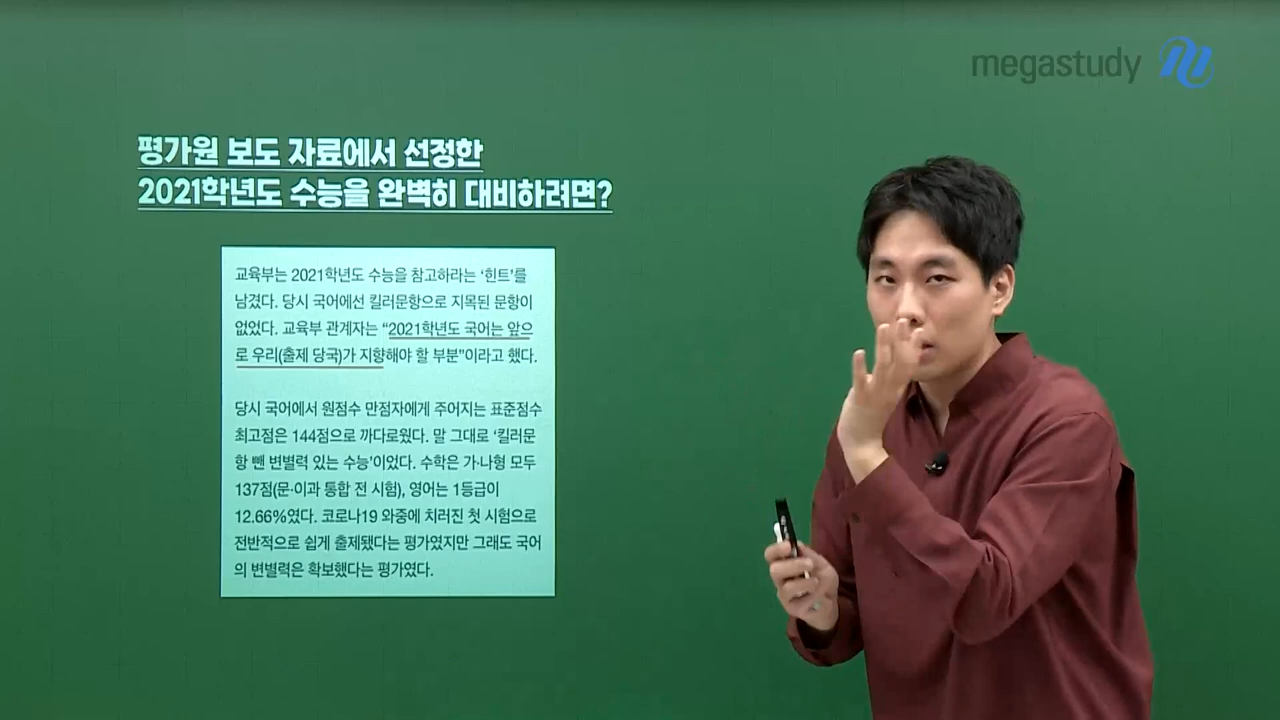 megastudy
평가원 보도 자료에서 선정한
2021학년도 수능을 완벽히 대비하려면?
교육부는 2021학년도 수능을 참고하라는 ‘힌트’를
남겼다. 당시 국어에선 킬러문항으로 지목된 문항이
없었다. 교육부 관계자는 “2021학년도 국어는 앞으
로 우리(출제 당국)가 지향해야 할 부분”이라고 했다.
당시 국어에서 원점수 만점자에게 주어지는 표준점수
최고점은 144점으로 까다로웠다. 말 그대로 ‘킬러문
항 뺀 변별력 있는 수능’이었다. 수학은 가·나형 모두
137점(문·이과 통합 전 시험), 영어는 1등급이
12.66%였다. 코로나19 와중에 치러진 첫 시험으로
전반적으로 쉽게 출제됐다는 평가였지만 그래도 국어
의 변별력은 확보했다는 평가였다.